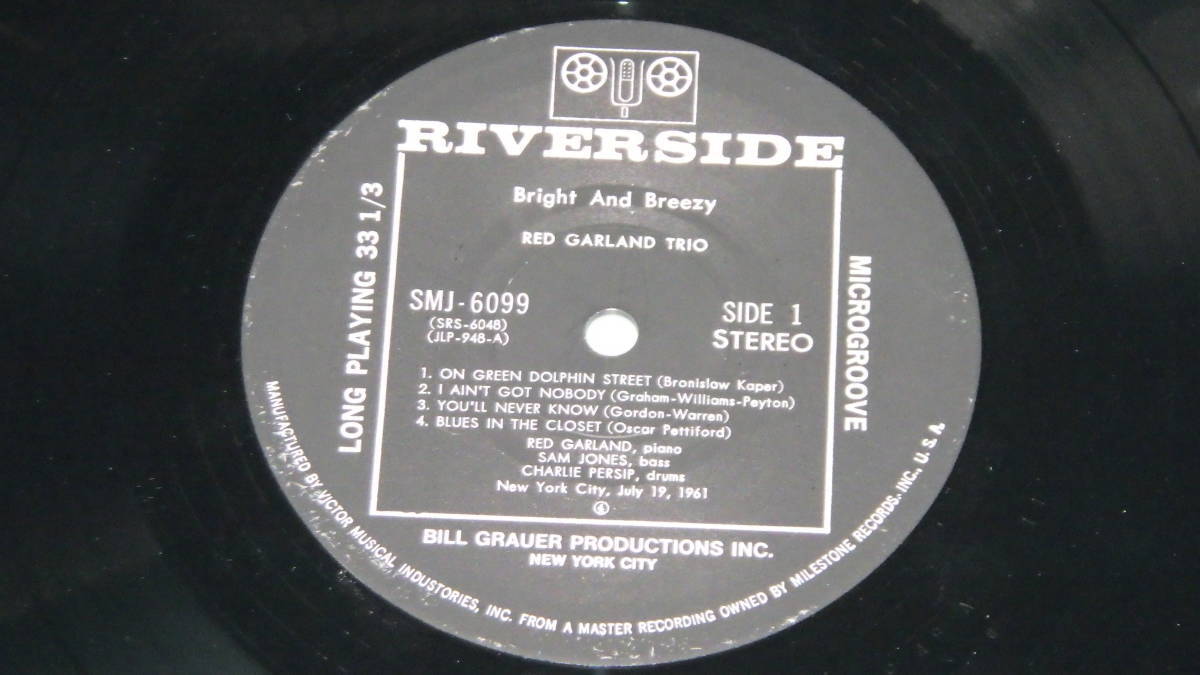 RIVERSIDE
Bright And Breezy
RED GARLAND TRIO
SMJ-6099
(SRS-6048)
(JLP-948-A)
SIDE 1
STEREO
LONG PLAYING 33 1/3
MICROGROOVE
1. ON GREEN DOLPHIN STREET (Bronislaw Kaper)
2. I AIN'T GOT NOBODY (Graham-Williams-Peyton)
3. YOU'LL NEVER KNOW (Gordon-Warren)
4. BLUES IN THE CLOSET (Oscar Pettiford)
RED GARLAND, piano
SAM JONES, bass
CHARLIE PERSIP, drums
New York City, July 19, 1961
BILL GRAUER PRODUCTIONS INC.
NEW YORK CITY
MANUFACTURED BY VICTOR MUSICAL INDUSTORIES, INC. FROM A MASTER RECORDING OWNED BY MILESTONE RECORDS. INC., U.S.A.